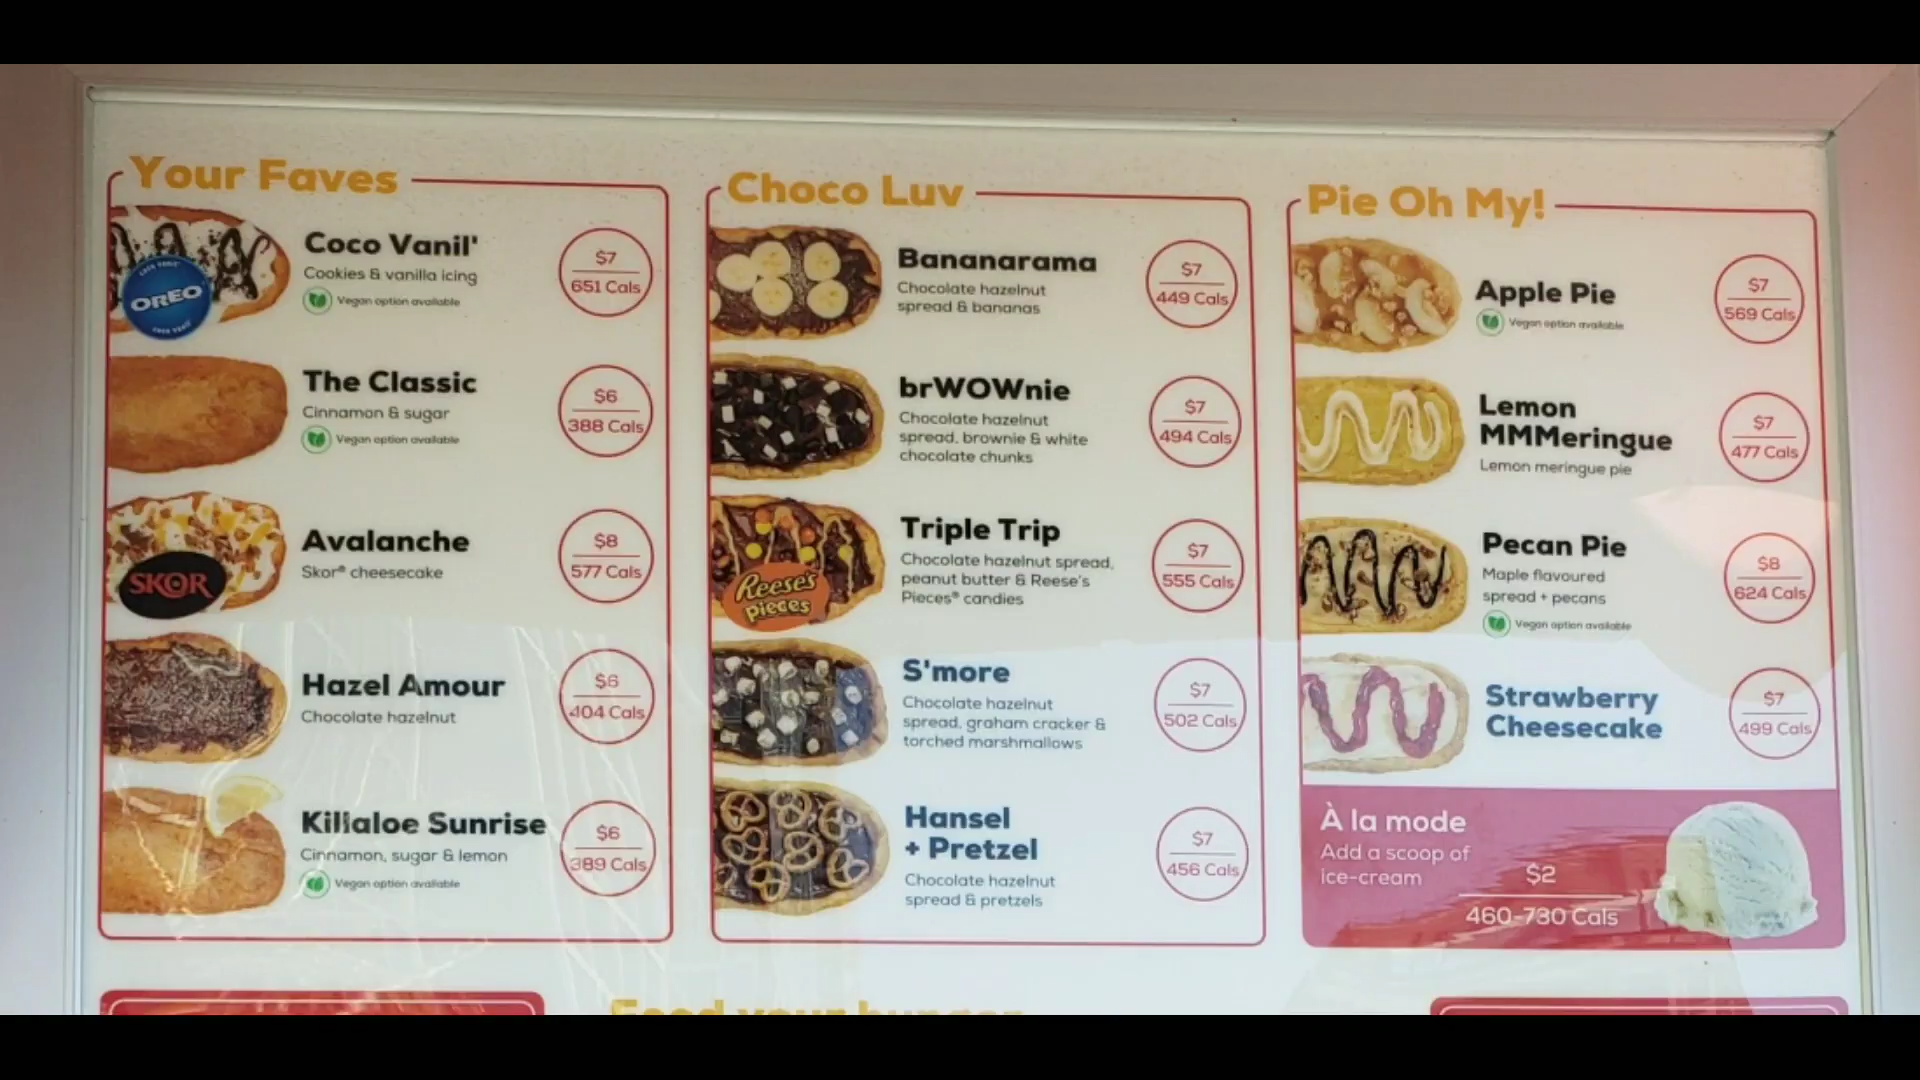 Your Faves
OREO
Coco Vanil'
Cookies & vanilla icing
Vegan option available
$7
651 Cals
The Classic
Cinnamon & sugar
Vegan option available
$6
388 Cals
SKOR
Avalanche
Skor® cheesecake
$8
577 Cals
Hazel Amour
Chocolate hazelnut
$6
404 Cals
Killaloe Sunrise
Cinnamon, sugar & lemon
Vegan option available
$6
389 Cals
Choco Luv
Bananarama
Chocolate hazelnut
spread & bananas
$7
449 Cals
brWOWnie
Chocolate hazelnut
spread, brownie & white
chocolate chunks
$7
494 Cals
Reese's
Pieces
Triple Trip
Chocolate hazelnut spread,
peanut butter & Reese's
Pieces® candies
$7
555 Cals
S'more
Chocolate hazelnut
spread, graham cracker &
torched marshmallows
$7
502 Cals
Hansel
+ Pretzel
Chocolate hazelnut
spread & pretzels
$7
456 Cals
Pie Oh My!
Apple Pie
Vegan option available
$7
569 Cals
Lemon
MMMeringue
Lemon meringue pie
$7
477 Cals
Pecan Pie
Maple flavoured
spread + pecans
Vegan option available
$8
624 Cals
Strawberry
Cheesecake
$7
499 Cals
À la mode
Add a scoop of
ice-cream
$2
460-730 Cals